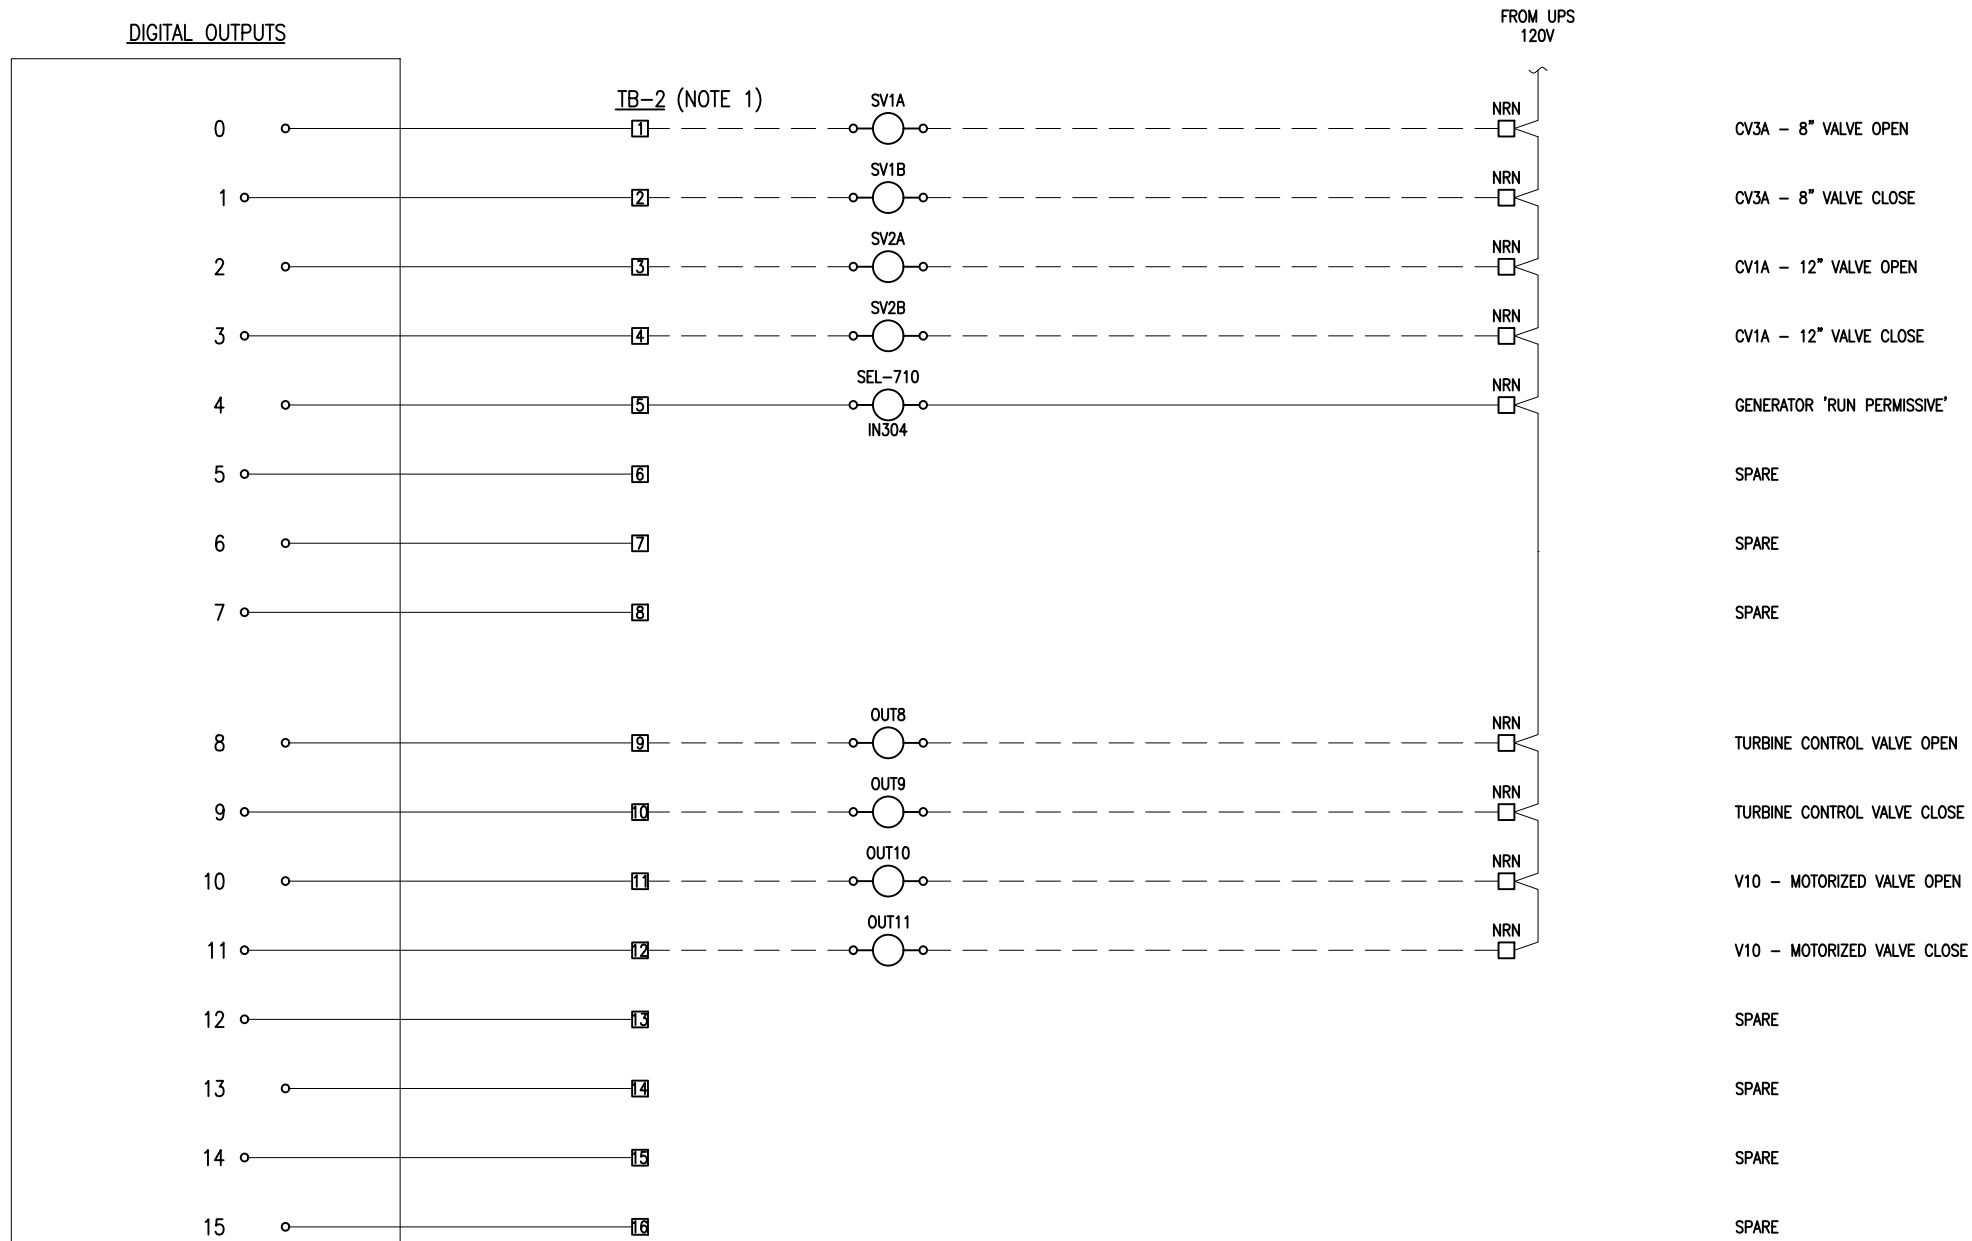 FROM UPS
120V
DIGITAL OUTPUTS
TB-2 (NOTE 1)
0 1 SV1A NRN CV3A - 8" VALVE OPEN
1 2 SV1B NRN CV3A - 8" VALVE CLOSE
2 3 SV2A NRN CV1A - 12" VALVE OPEN
3 4 SV2B NRN CV1A - 12" VALVE CLOSE
4 5 SEL-710 NRN GENERATOR 'RUN PERMISSIVE'
IN304
5 6 SPARE
6 7 SPARE
7 8 SPARE
8 9 OUT8 NRN TURBINE CONTROL VALVE OPEN
9 10 OUT9 NRN TURBINE CONTROL VALVE CLOSE
10 11 OUT10 NRN V10 - MOTORIZED VALVE OPEN
11 12 OUT11 NRN V10 - MOTORIZED VALVE CLOSE
12 13 SPARE
13 14 SPARE
14 15 SPARE
15 16 SPARE